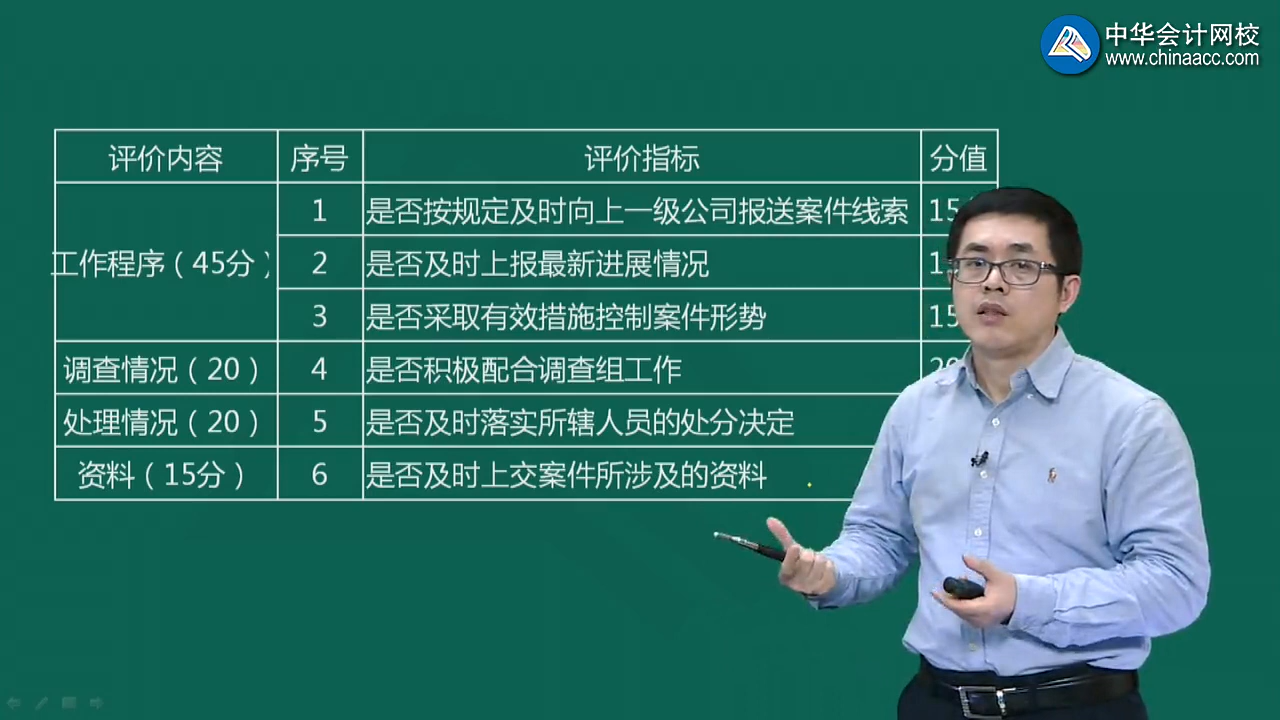 中华会计网校
www.chinaacc.com
评价内容 序号 评价指标 分值
工作程序（45分） 1 是否按规定及时向上一级公司报送案件线索 15
2 是否及时上报最新进展情况
3 是否采取有效措施控制案件形势 15
调查情况（20） 4 是否积极配合调查组工作
处理情况（20） 5 是否及时落实所辖人员的处分决定
资料（15分） 6 是否及时上交案件所涉及的资料